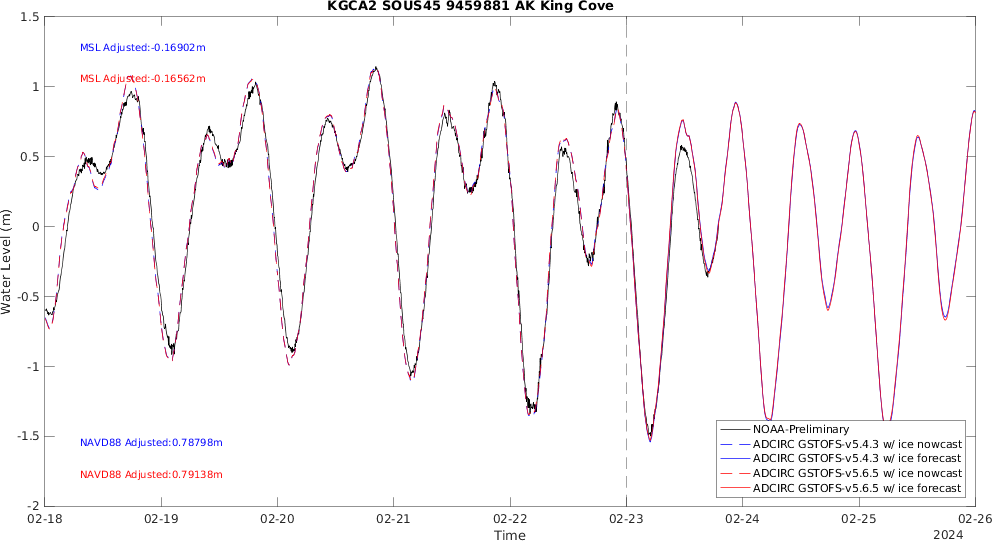 KGCA2 SOUS45 9459881 AK King Cove
1.5
1
0.5
0
-0.5
-1
-1.5
-2
Water Level (m)
MSL Adjusted:-0.16902m
MSL Adjusted:-0.16562m
NAVD88 Adjusted:0.78798m
NAVD88 Adjusted:0.79138m
NOAA-Preliminary
ADCIRC GSTOFS-v5.4.3 w/ ice nowcast
ADCIRC GSTOFS-v5.4.3 w/ ice forecast
ADCIRC GSTOFS-v5.6.5 w/ ice nowcast
ADCIRC GSTOFS-v5.6.5 w/ ice forecast
02-18 02-19 02-20 02-21 02-22 02-23 02-24 02-25 02-26
Time
2024